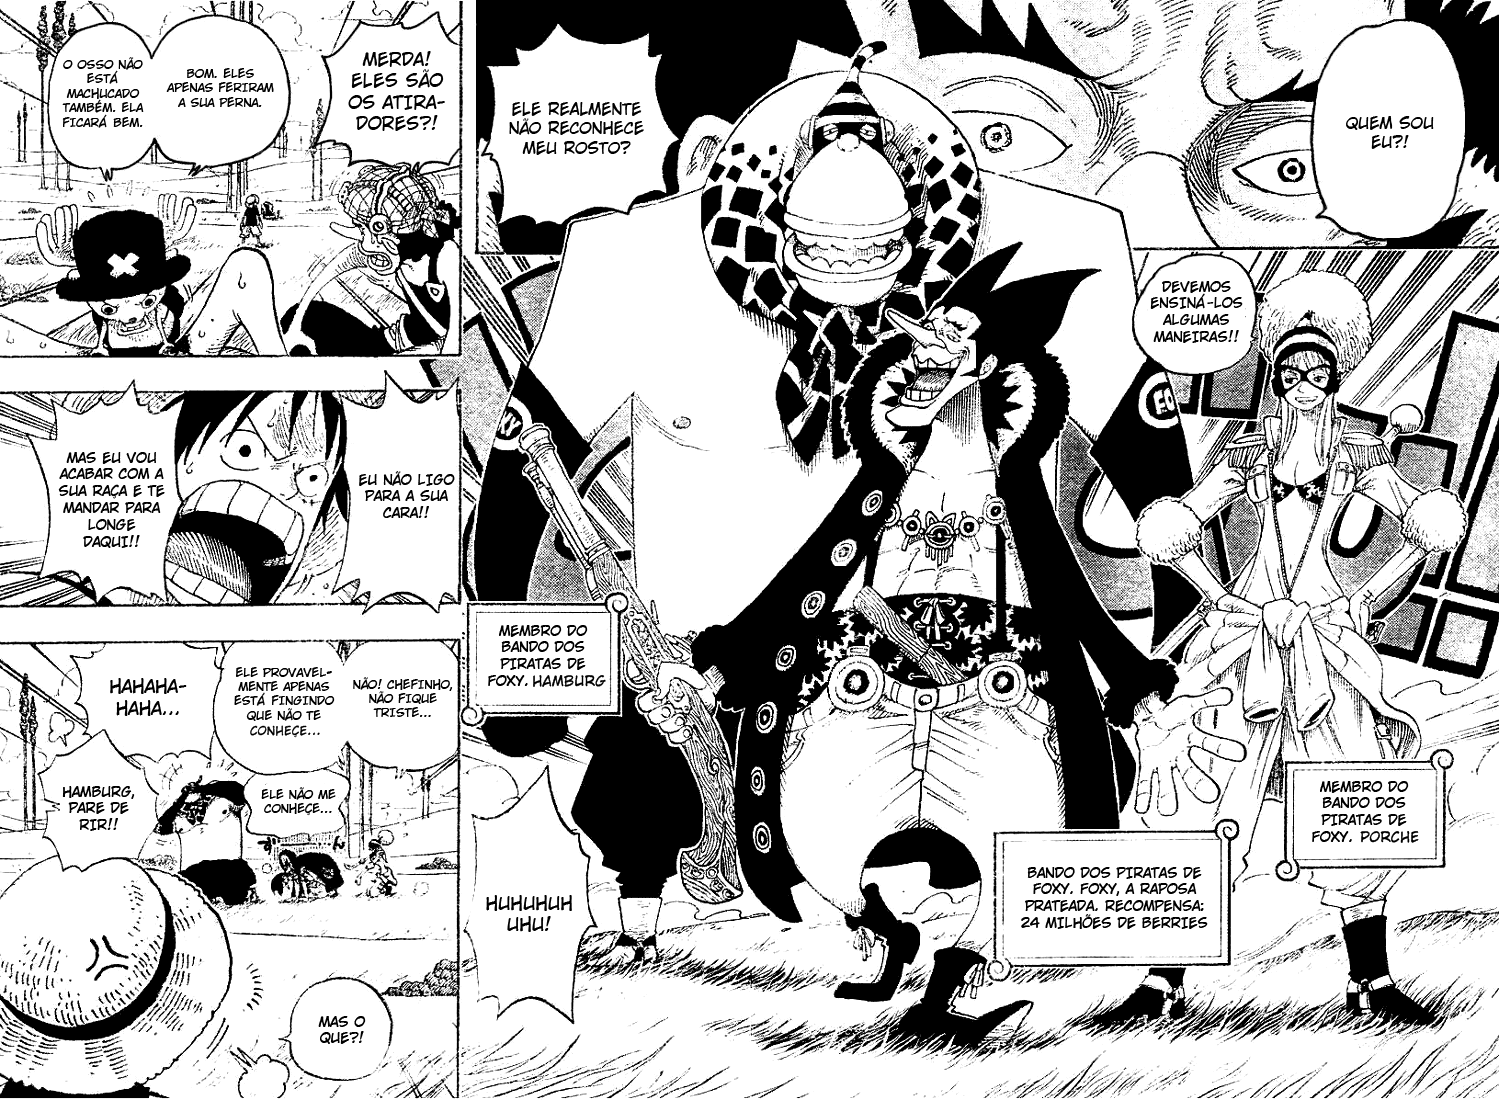 QUEM SOU
EU?!
ELE REALMENTE
NÃO RECONHECE
MEU ROSTO?
DEVEMOS
ENSINÁ-LOS
ALGUMAS
MANEIRAS!!
MEMBRO DO
BANDO DOS
PIRATAS DE
FOXY. PORCHE
BANDO DOS PIRATAS DE
FOXY. FOXY, A RAPOSA
PRATEADA. RECOMPENSA:
24 MILHÕES DE BERRIES
MEMBRO DO
BANDO DOS
PIRATAS DE
FOXY. HAMBURG
HUHUHUH
UHU!
MERDA!
ELES SÃO
OS ATIRA-
DORES?!
BOM. ELES
APENAS FERIRAM
A SUA PERNA.
O OSSO NÃO
ESTÁ
MACHUCADO
TAMBÉM. ELA
FICARÁ BEM.
EU NÃO LIGO
PARA A SUA
CARA!!
MAS EU VOU
ACABAR COM A
SUA RAÇA E TE
MANDAR PARA
LONGE
DAQUI!!
NÃO! CHEFINHO,
NÃO FIQUE
TRISTE...
ELE PROVAVEL-
MENTE APENAS
ESTÁ FINGINDO
QUE NÃO TE
CONHEÇE...
HAHAHA-
HAHA...
ELE NÃO ME
CONHEÇE...
HAMBURG,
PARE DE
RIR!!
MAS O
QUE?!